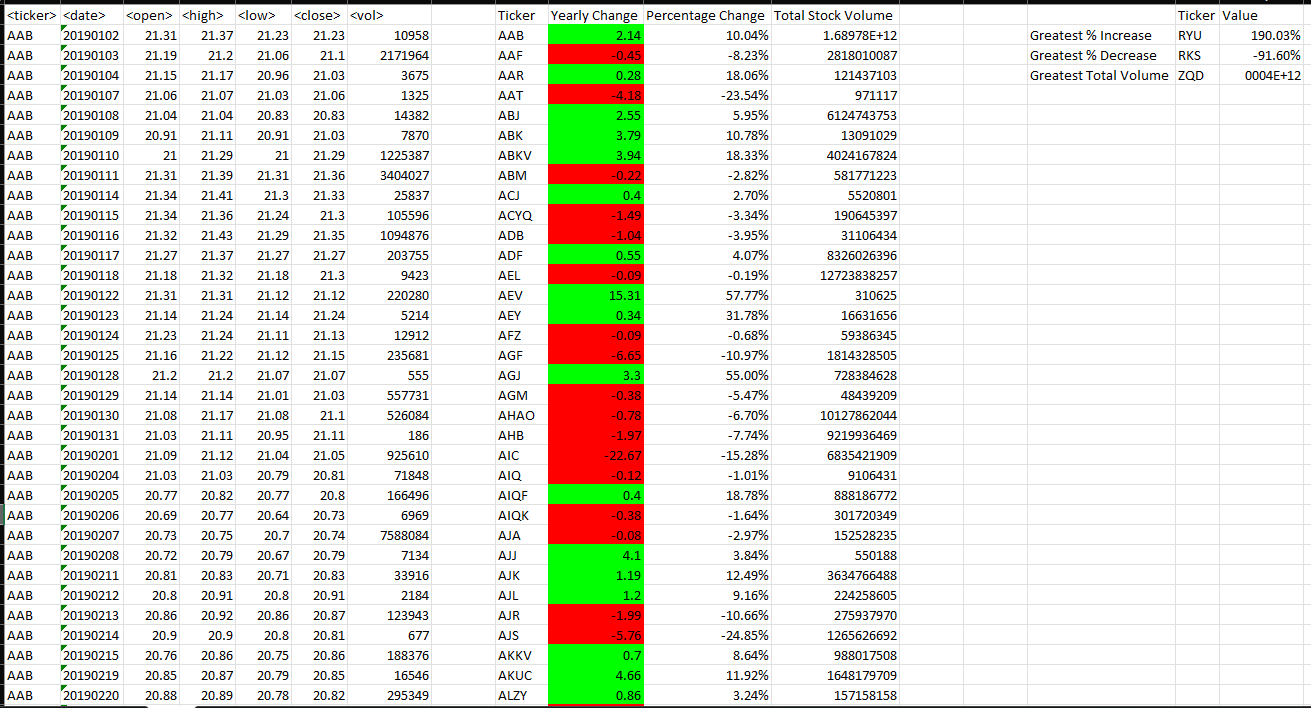 <ticker> <date> <open> <high> <low> <close> <vol> Ticker Yearly Change Percentage Change Total Stock Volume Ticker Value
AAB 20190102 21.31 21.37 21.23 21.23 10958 AAB 2.14 10.04% 1.68978E+12 Greatest % Increase RYU 190.03%
AAB 20190103 21.19 21.2 21.06 21.1 2171964 AAF -0.45 -8.23% 2818010087 Greatest % Decrease RKS -91.60%
AAB 20190104 21.15 21.17 20.96 21.03 3675 AAR 0.28 18.06% 121437103 Greatest Total Volume ZQD 0004E+12
AAB 20190107 21.06 21.07 21.03 21.06 1325 AAT -4.18 -23.54% 971117
AAB 20190108 21.04 21.04 20.83 20.83 14382 ABJ 2.55 5.95% 6124743753
AAB 20190109 20.91 21.11 20.91 21.03 7870 ABK 3.79 10.78% 13091029
AAB 20190110 21 21.29 21 21.29 1225387 ABKV 3.94 18.33% 4024167824
AAB 20190111 21.31 21.39 21.31 21.36 3404027 ABM -0.22 -2.82% 581771223
AAB 20190114 21.34 21.41 21.3 21.33 25837 ACJ 0.4 2.70% 5520801
AAB 20190115 21.34 21.36 21.24 21.3 105596 ACYQ -1.49 -3.34% 190645397
AAB 20190116 21.32 21.43 21.29 21.35 1094876 ADB -1.04 -3.95% 31106434
AAB 20190117 21.27 21.37 21.27 21.27 203755 ADF 0.55 4.07% 8326026396
AAB 20190118 21.18 21.32 21.18 21.3 9423 AEL -0.09 -0.19% 12723838257
AAB 20190122 21.31 21.31 21.12 21.12 220280 AEV 15.31 57.77% 310625
AAB 20190123 21.14 21.24 21.14 21.24 5214 AEY 0.34 31.78% 16631656
AAB 20190124 21.23 21.24 21.11 21.13 12912 AFZ -0.09 -0.68% 59386345
AAB 20190125 21.16 21.22 21.12 21.15 235681 AGF -6.65 -10.97% 1814328505
AAB 20190128 21.2 21.2 21.07 21.07 555 AGJ 3.3 55.00% 728384628
AAB 20190129 21.14 21.14 21.01 21.03 557731 AGM -0.38 -5.47% 48439209
AAB 20190130 21.08 21.17 21.08 21.1 526084 AHAO -0.78 -6.70% 10127862044
AAB 20190131 21.03 21.11 20.95 21.11 186 AHB -1.97 -7.74% 9219936469
AAB 20190201 21.09 21.12 21.04 21.05 925610 AIC -22.67 -15.28% 6835421909
AAB 20190204 21.03 21.03 20.79 20.81 71848 AIQ -0.12 -1.01% 9106431
AAB 20190205 20.77 20.82 20.77 20.8 166496 AIQF 0.4 18.78% 888186772
AAB 20190206 20.69 20.77 20.64 20.73 6969 AIQK -0.38 -1.64% 301720349
AAB 20190207 20.73 20.75 20.7 20.74 7588084 AJA -0.08 -2.97% 152528235
AAB 20190208 20.72 20.79 20.67 20.79 7134 AJJ 4.1 3.84% 550188
AAB 20190211 20.81 20.83 20.71 20.83 33916 AJK 1.19 12.49% 3634766488
AAB 20190212 20.8 20.91 20.8 20.91 2184 AJL 1.2 9.16% 224258605
AAB 20190213 20.86 20.92 20.86 20.87 123943 AJR -1.99 -10.66% 275937970
AAB 20190214 20.9 20.9 20.8 20.81 677 AJS -5.76 -24.85% 1265626692
AAB 20190215 20.76 20.86 20.75 20.86 188376 AKKV 0.7 8.64% 988017508
AAB 20190219 20.85 20.87 20.79 20.85 16546 AKUC 4.66 11.92% 1648179709
AAB 20190220 20.88 20.89 20.78 20.82 295349 ALZY 0.86 3.24% 157158158